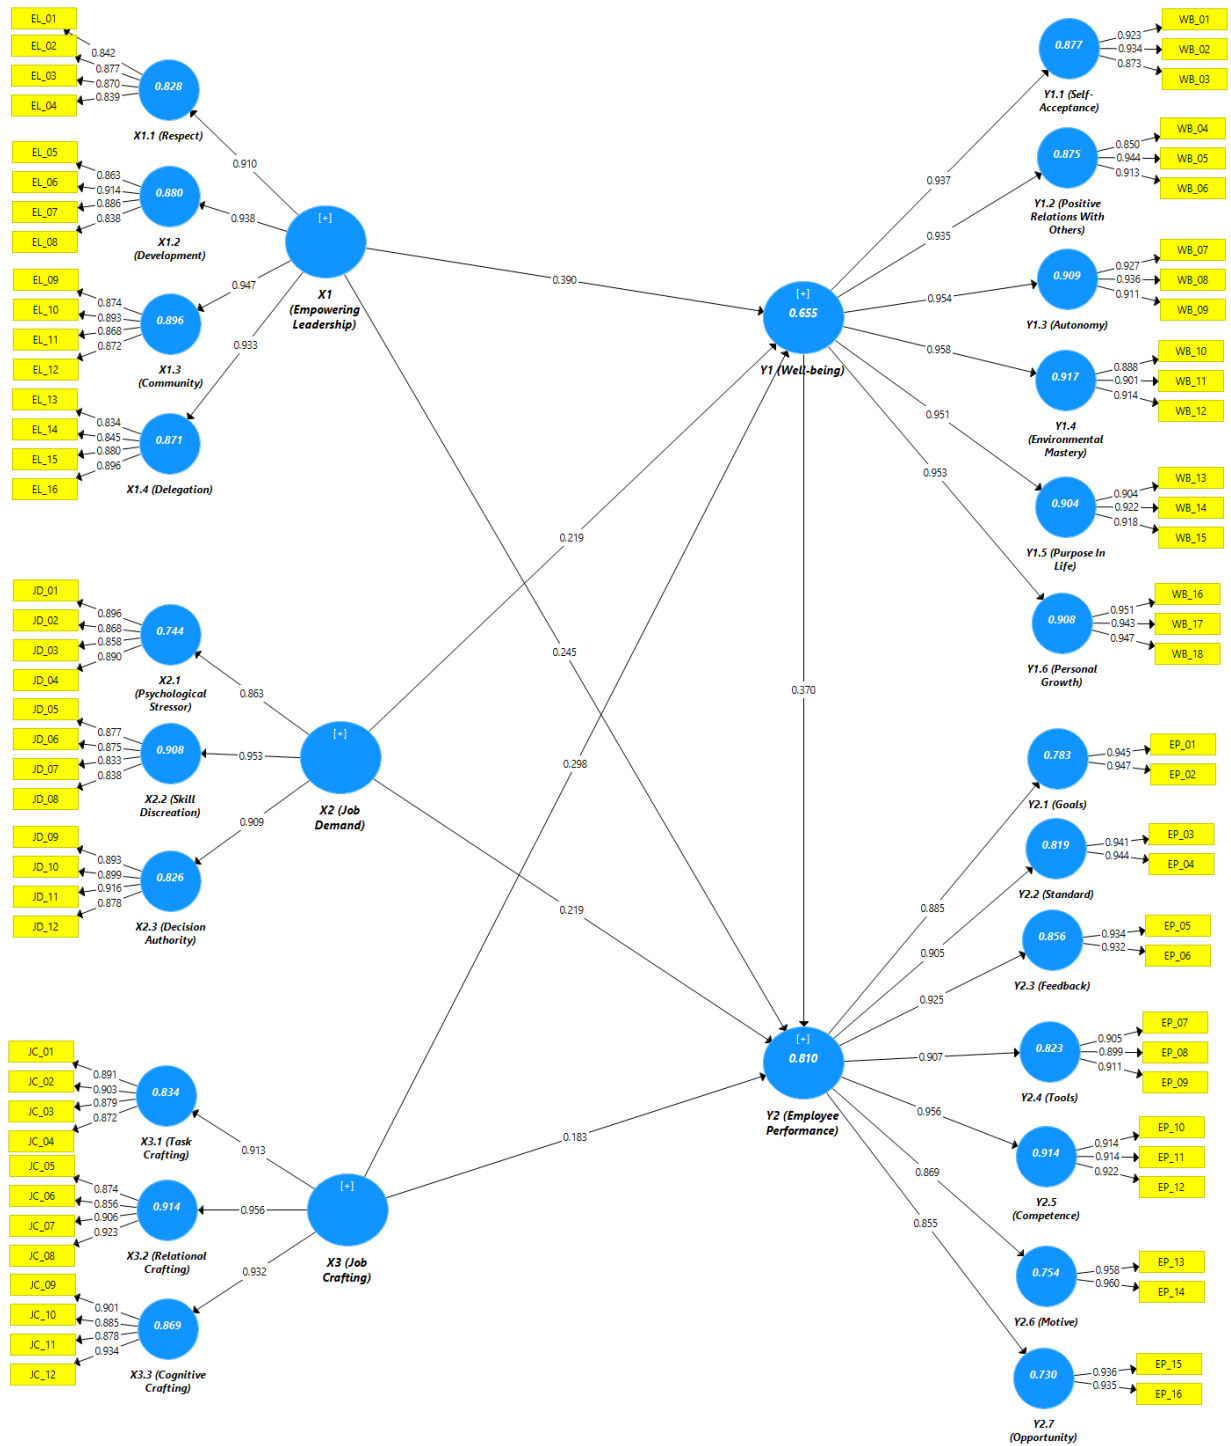 EL_01
EL_02
EL_03
EL_04
0.842
0.877
0.870
0.839
0.828
X1.1 (Respect)
0.910
EL_05
EL_06
EL_07
EL_08
0.863
0.914
0.886
0.838
0.880
X1.2
(Development)
0.938
EL_09
EL_10
EL_11
EL_12
0.874
0.893
0.868
0.872
0.896
X1.3
(Community)
0.947
EL_13
EL_14
EL_15
EL_16
0.834
0.845
0.880
0.896
0.871
X1.4 (Delegation)
0.933
[+]
X1
(Empowering
Leadership)
0.390
0.245
JD_01
JD_02
JD_03
JD_04
0.896
0.868
0.858
0.890
0.744
X2.1
(Psychological
Stressor)
0.863
JD_05
JD_06
JD_07
JD_08
0.877
0.875
0.833
0.838
0.908
X2.2 (Skill
Discreation)
0.953
JD_09
JD_10
JD_11
JD_12
0.893
0.899
0.916
0.878
0.826
X2.3 (Decision
Authority)
0.909
[+]
X2 (Job
Demand)
0.219
0.219
JC_01
JC_02
JC_03
JC_04
0.891
0.903
0.879
0.872
0.834
X3.1 (Task
Crafting)
0.913
JC_05
JC_06
JC_07
JC_08
0.874
0.856
0.906
0.923
0.914
X3.2 (Relational
Crafting)
0.956
JC_09
JC_10
JC_11
JC_12
0.901
0.885
0.878
0.934
0.869
X3.3 (Cognitive
Crafting)
0.932
[+]
X3 (Job
Crafting)
0.298
0.183
[+]
0.655
Y1 (Well-being)
0.370
0.937
0.877
Y1.1 (Self-
Acceptance)
0.923
0.934
0.873
WB_01
WB_02
WB_03
0.935
0.875
Y1.2 (Positive
Relations With
Others)
0.850
0.944
0.913
WB_04
WB_05
WB_06
0.954
0.909
Y1.3 (Autonomy)
0.927
0.936
0.911
WB_07
WB_08
WB_09
0.958
0.917
Y1.4
(Environmental
Mastery)
0.888
0.901
0.914
WB_10
WB_11
WB_12
0.951
0.904
Y1.5 (Purpose In
Life)
0.904
0.922
0.918
WB_13
WB_14
WB_15
0.953
0.908
Y1.6 (Personal
Growth)
0.951
0.943
0.947
WB_16
WB_17
WB_18
[+]
0.810
Y2 (Employee
Performance)
0.885
0.783
Y2.1 (Goals)
0.945
0.947
EP_01
EP_02
0.905
0.819
Y2.2 (Standard)
0.941
0.944
EP_03
EP_04
0.925
0.856
Y2.3 (Feedback)
0.934
0.932
EP_05
EP_06
0.907
0.823
Y2.4 (Tools)
0.905
0.899
0.911
EP_07
EP_08
EP_09
0.956
0.914
Y2.5
(Competence)
0.914
0.914
0.922
EP_10
EP_11
EP_12
0.869
0.754
Y2.6 (Motive)
0.958
0.960
EP_13
EP_14
0.855
0.730
Y2.7
(Opportunity)
0.936
0.935
EP_15
EP_16